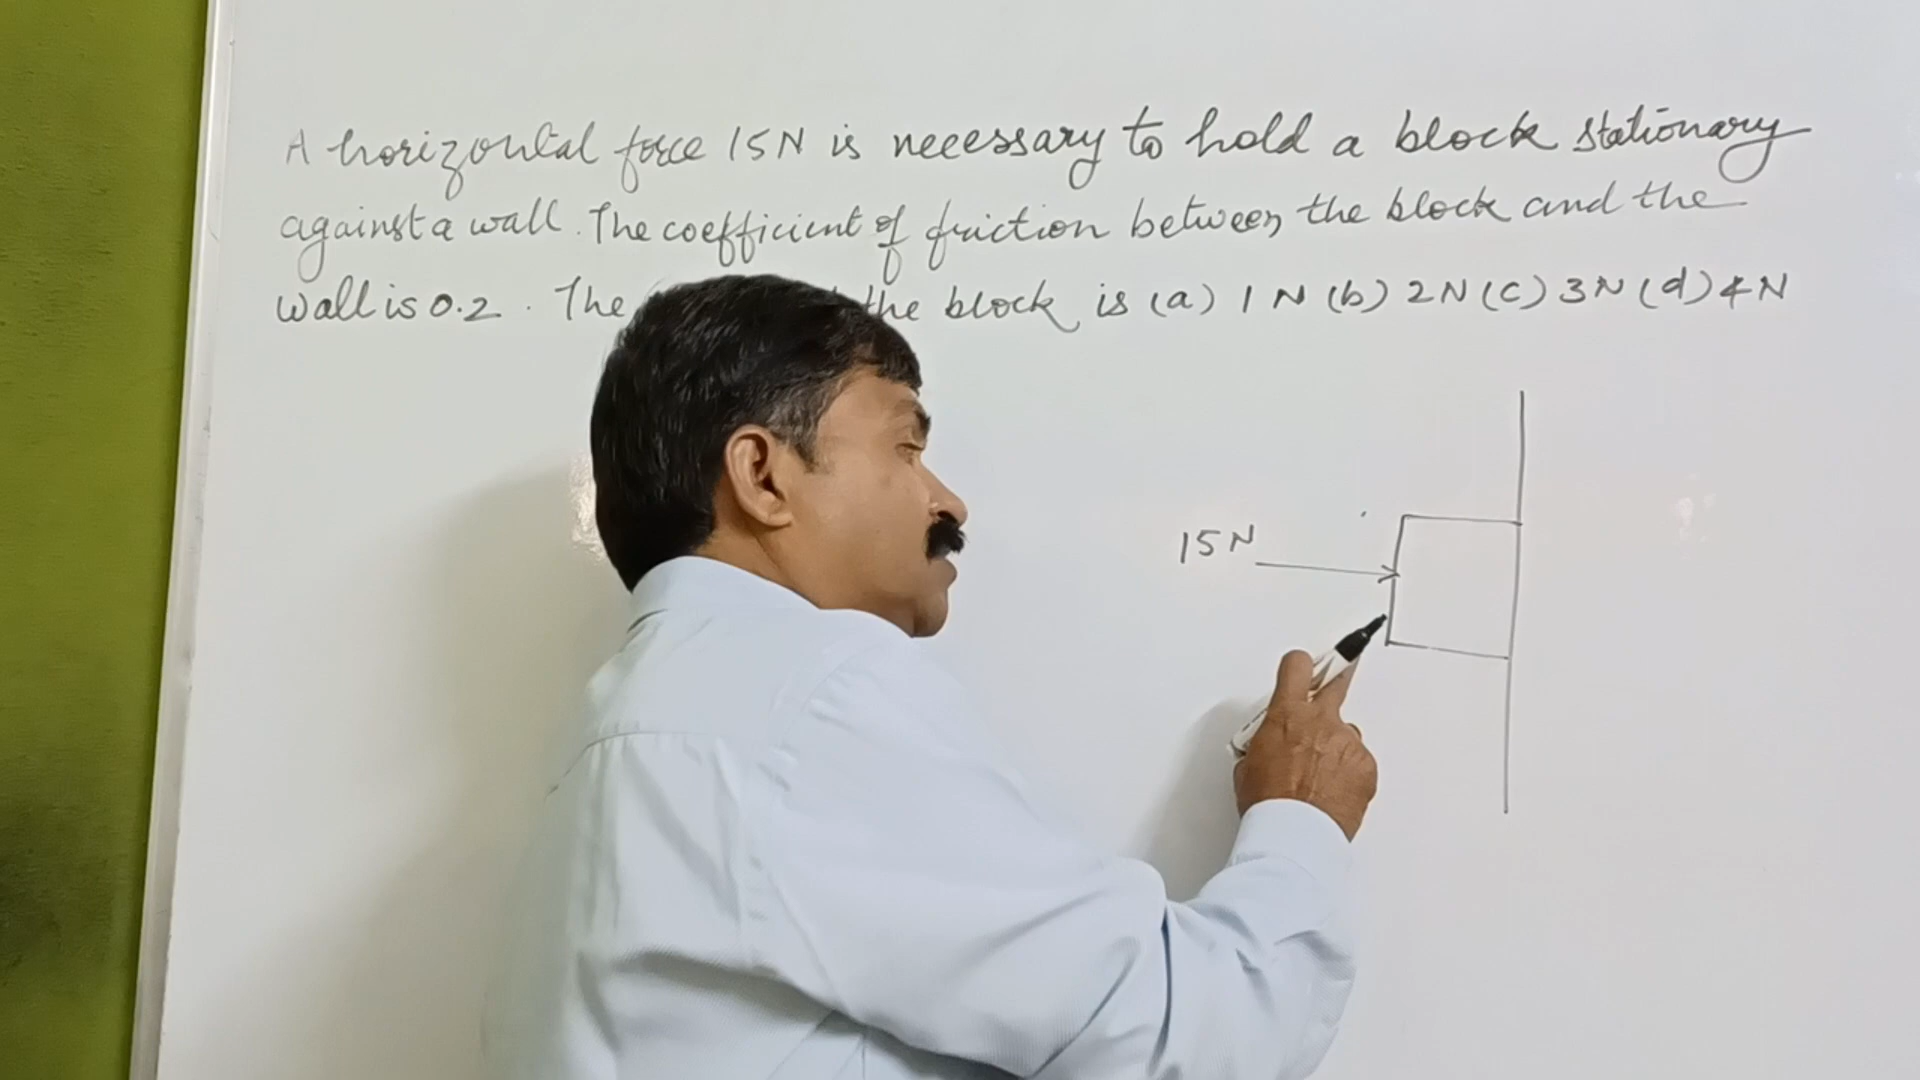 A horizontal force 15N is necessary to hold a block stationary
against a wall. The coefficient of friction between the block and the
wall is 0.2. The the block is (a) 1N (b) 2N (c) 3N (d) 4N
15N